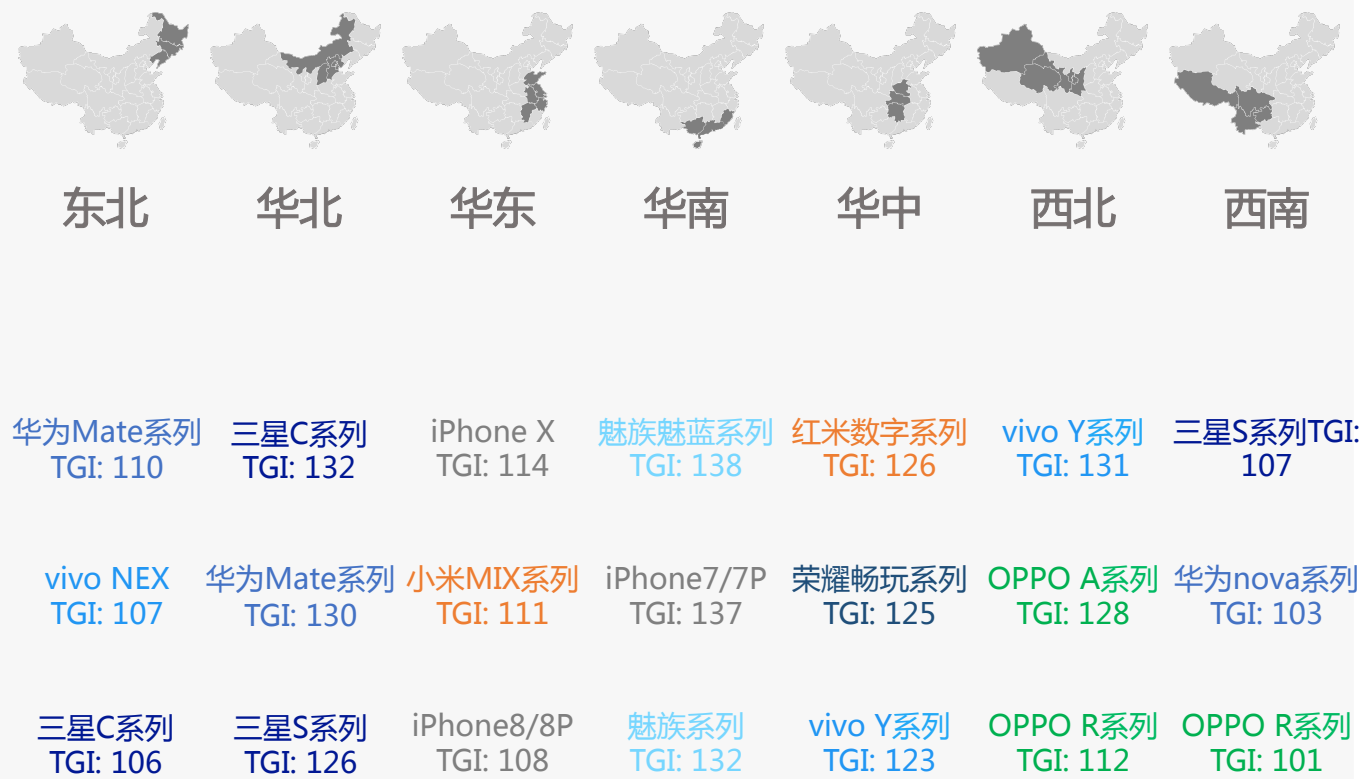 东北 华北 华东 华南 华中 西北 西南
华为Mate系列 三星C系列 iPhone X 魅族魅蓝系列 红米数字系列 vivo Y系列 三星S系列TGI:
TGI: 110 TGI: 132 TGI: 114 TGI: 138 TGI: 126 TGI: 131 107
vivo NEX 华为Mate系列 小米MIX系列 iPhone7/7P 荣耀畅玩系列 OPPO A系列 华为nova系列
TGI: 107 TGI: 130 TGI: 111 TGI: 137 TGI: 125 TGI: 128 TGI: 103
三星C系列 三星S系列 iPhone8/8P 魅族系列 vivo Y系列 OPPO R系列 OPPO R系列
TGI: 106 TGI: 126 TGI: 108 TGI: 132 TGI: 123 TGI: 112 TGI: 101